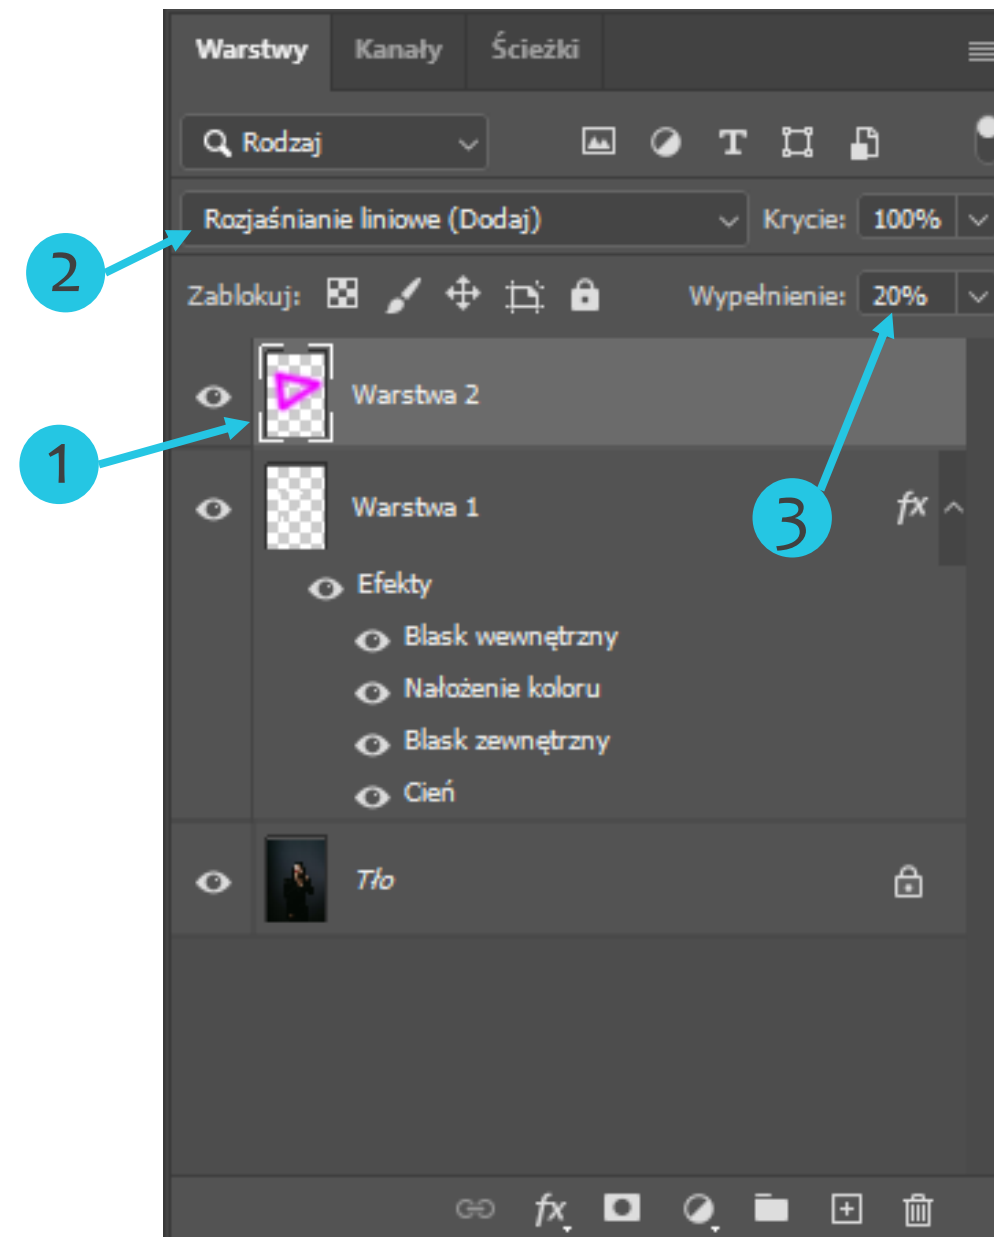 Warstwy Kanały Ścieżki
Rodzaj
Rozjaśnianie liniowe (Dodaj) Krycie: 100%
2
Zablokuj: Wypełnienie: 20%
Warstwa 2
1
Warstwa 1 fx
3
Efekty
Blask wewnętrzny
Nałożenie koloru
Blask zewnętrzny
Cień
Tło
fx